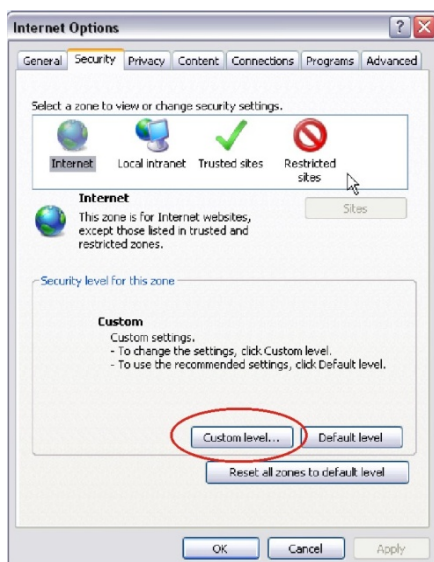 Internet Options
General Security Privacy Content Connections Programs Advanced
Select a zone to view or change security settings.
Internet Local intranet Trusted sites Restricted
sites
Internet
Sites
This zone is for Internet websites,
except those listed in trusted and
restricted zones.
Security level for this zone
Custom
Custom settings.
- To change the settings, click Custom level.
- To use the recommended settings, click Default level.
Custom level... Default level
Reset all zones to default level
OK Cancel Apply